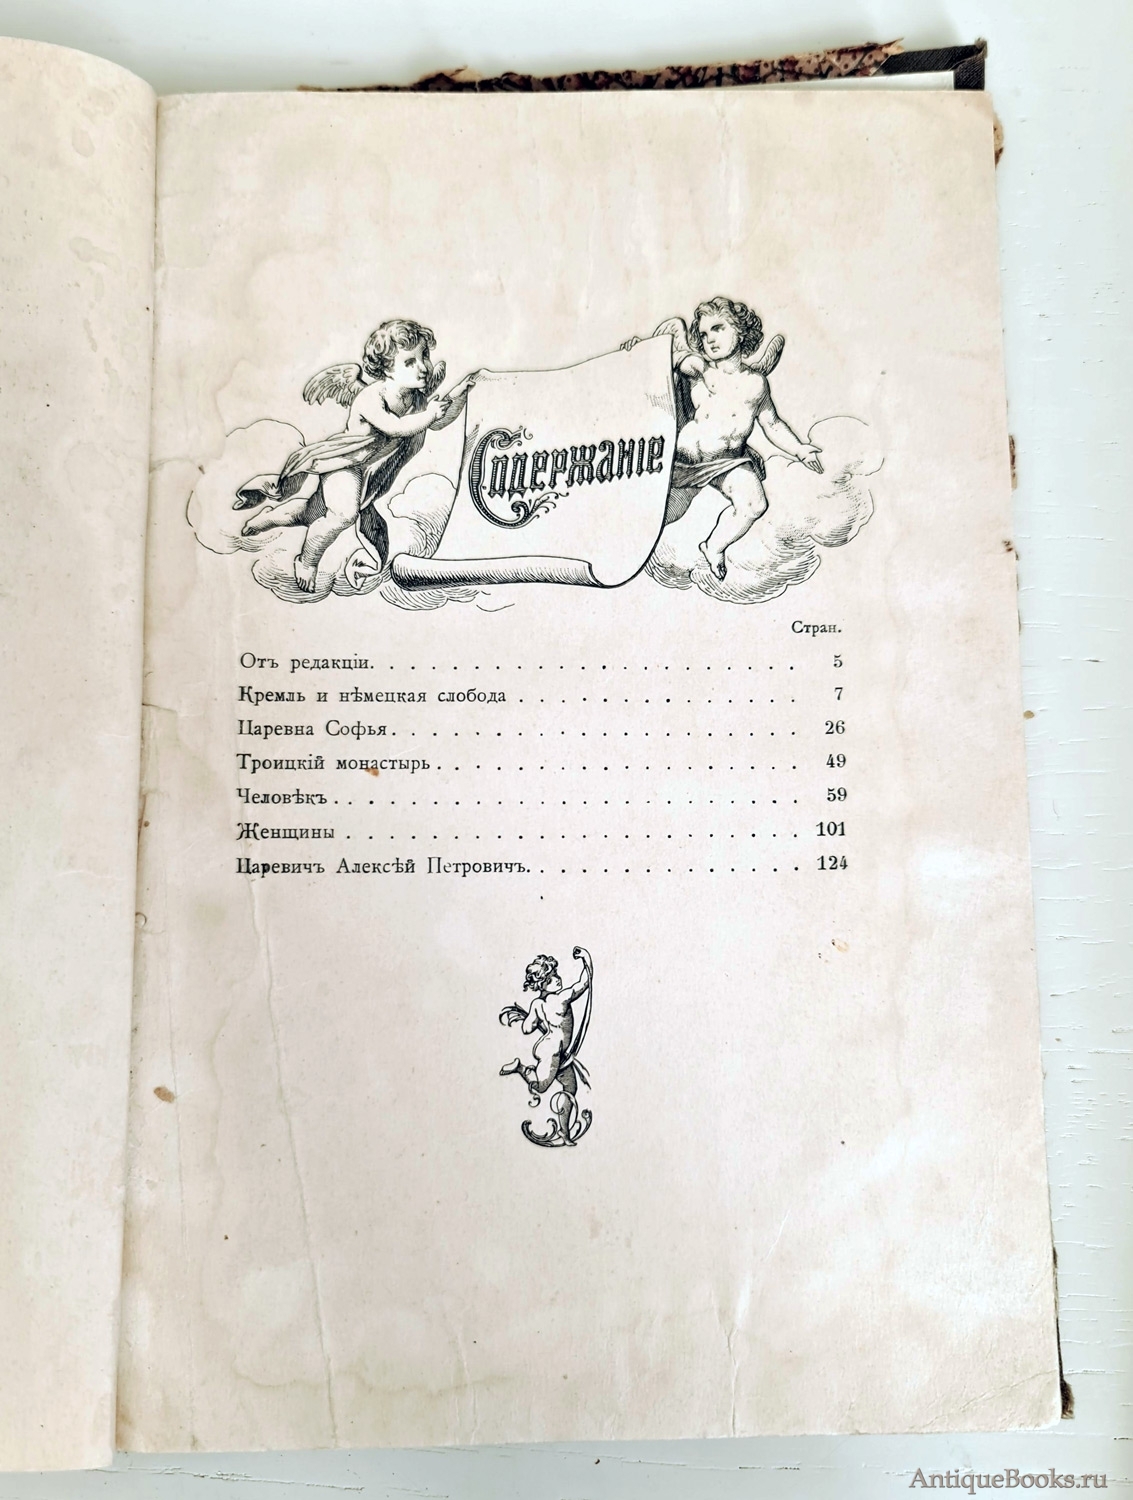 Содержаніе
Стран.
Отъ редакціи. . . . . . . . . . . . . . . . . . . . . . 5
Кремль и нѣмецкая слобода . . . . . . . . . . . . . . 7
Царевна Софья. . . . . . . . . . . . . . . . . . . . . 26
Троицкій монастырь. . . . . . . . . . . . . . . . . . . 49
Человѣкъ. . . . . . . . . . . . . . . . . . . . . . . . 59
Женщины . . . . . . . . . . . . . . . . . . . . . . . 101
Царевичъ Алексѣй Петровичъ. . . . . . . . . . . . . . 124
AntiqueBooks.ru